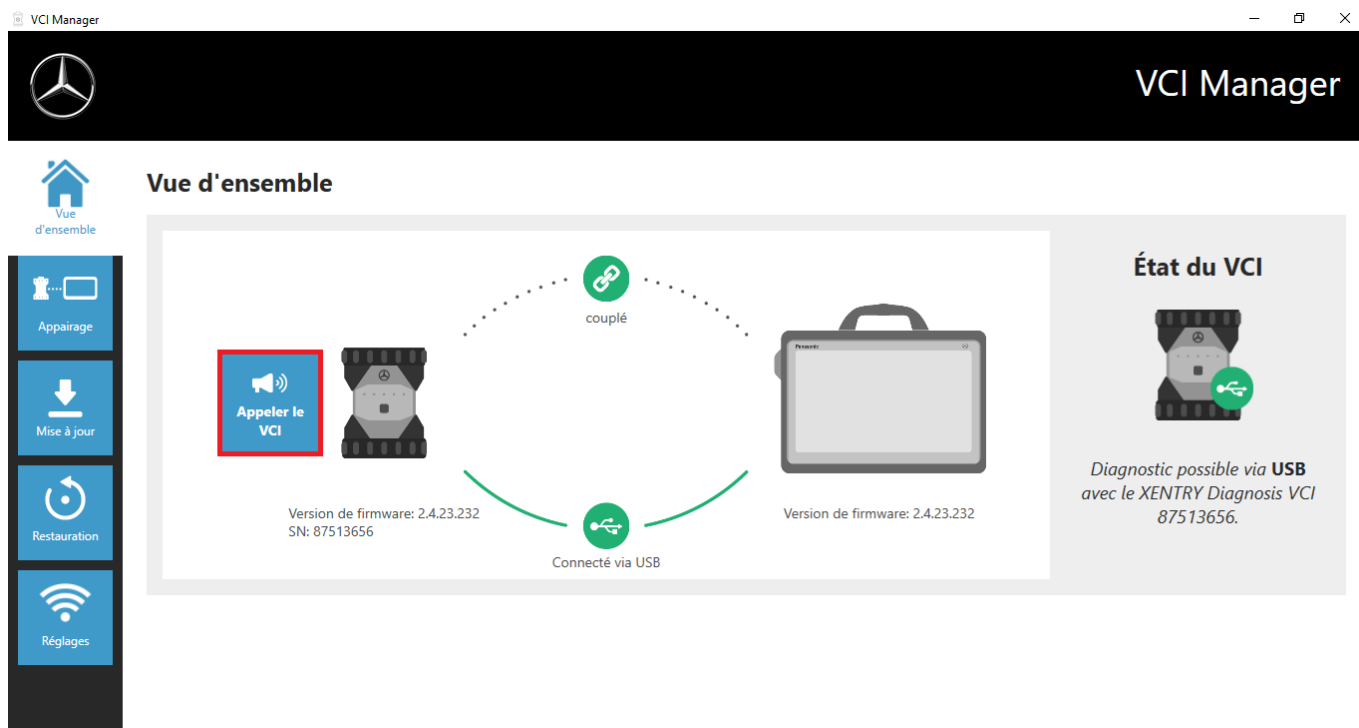 VCI Manager
VCI Manager
Vue
d'ensemble
Appairage
Mise à jour
Restauration
Réglages
Vue d'ensemble
couplé
Appeler le
VCI
Panasonic
Version de firmware: 2.4.23.232
SN: 87513656
Connecté via USB
Version de firmware: 2.4.23.232
État du VCI
Diagnostic possible via USB
avec le XENTRY Diagnosis VCI
87513656.